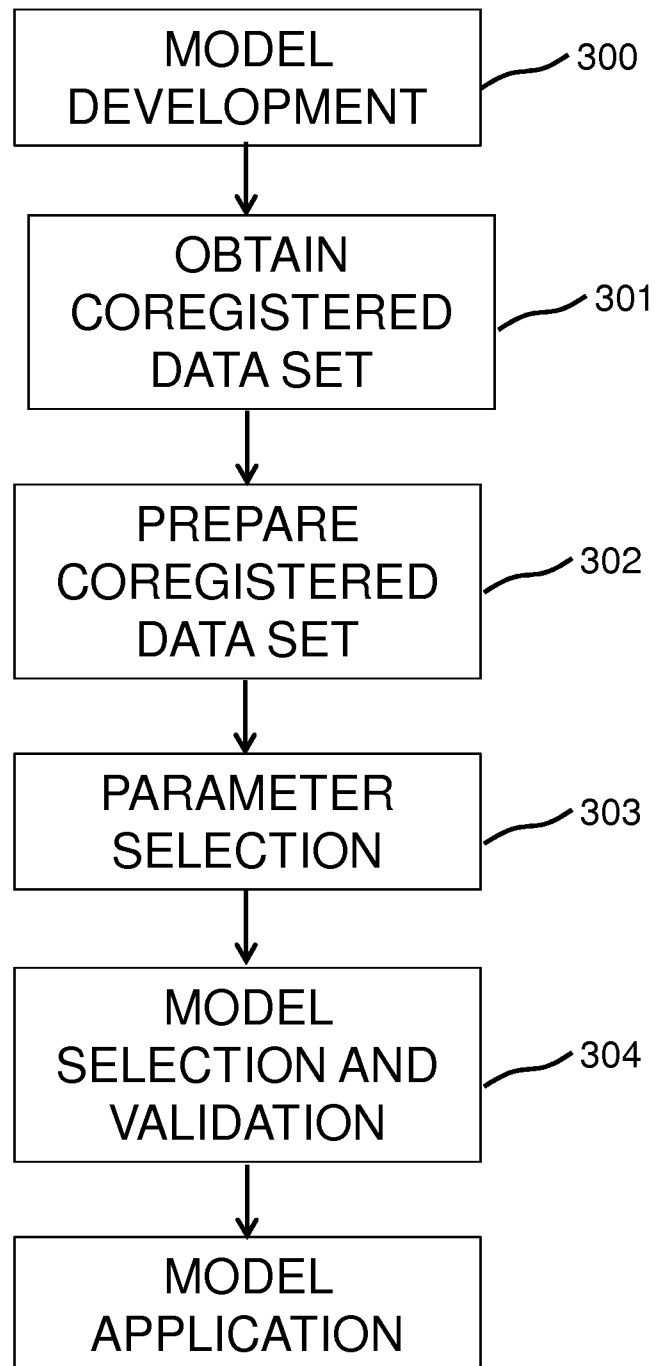 MODEL
DEVELOPMENT
300
OBTAIN
COREGISTERED
DATA SET
301
PREPARE
COREGISTERED
DATA SET
302
PARAMETER
SELECTION
303
MODEL
SELECTION AND
VALIDATION
304
MODEL
APPLICATION